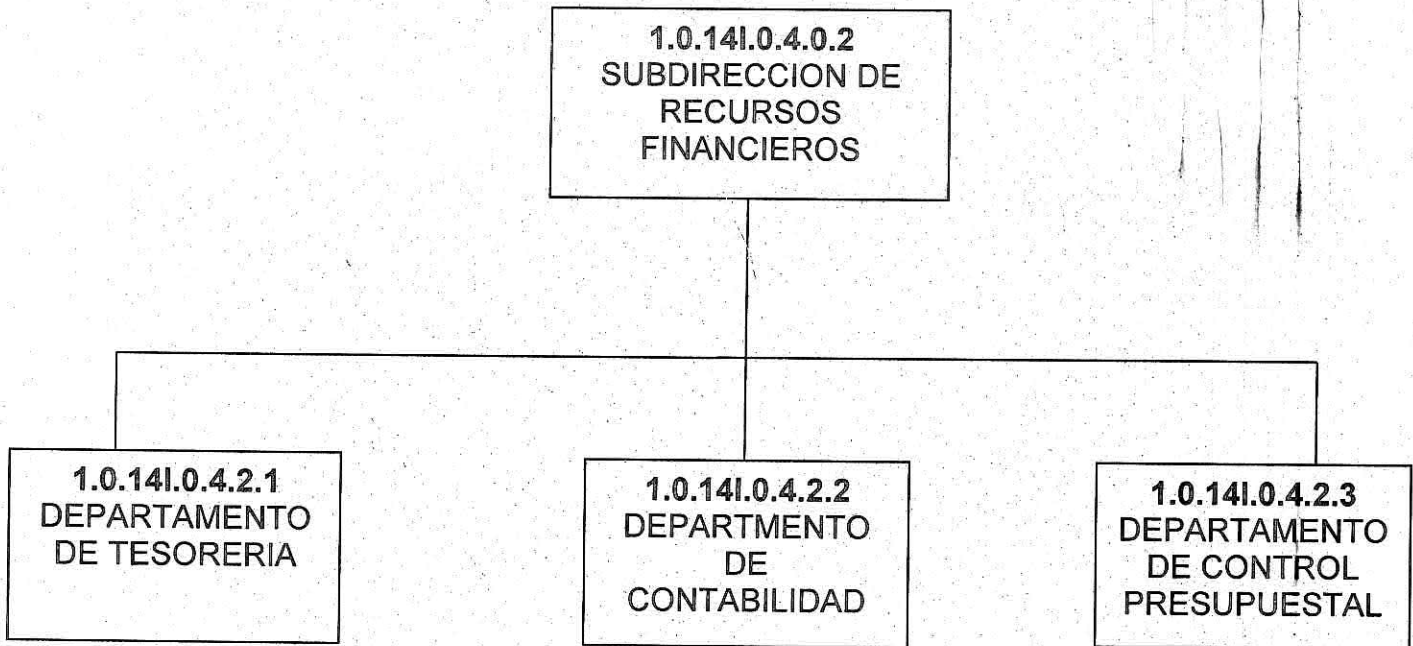 1.0.14I.0.4.0.2
SUBDIRECCION DE
RECURSOS
FINANCIEROS
1.0.14I.0.4.2.1
DEPARTAMENTO
DE TESORERIA
1.0.14I.0.4.2.2
DEPARTMENTO
DE
CONTABILIDAD
1.0.14I.0.4.2.3
DEPARTAMENTO
DE CONTROL
PRESUPUESTAL